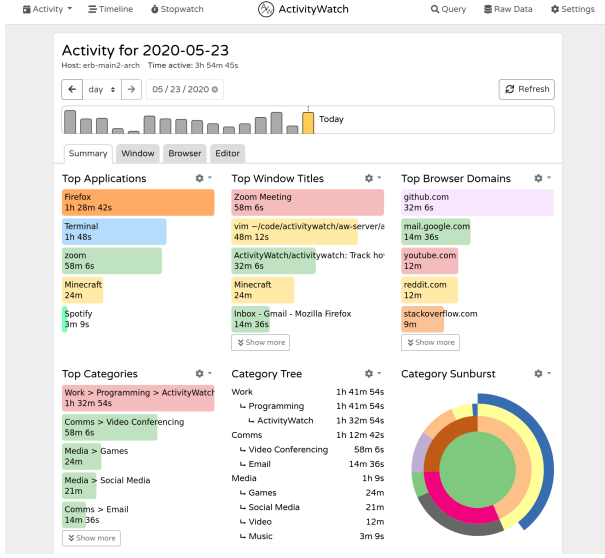 Activity
Timeline
Stopwatch
ActivityWatch
Query
Raw Data
Settings
Activity for 2020-05-23
Host: erb-main2-arch Time active: 3h 54m 45s
day
05 / 23 / 2020
Refresh
Today
Summary
Window
Browser
Editor
Top Applications
Firefox
1h 28m 42s
Terminal
1h 48s
zoom
58m 6s
Minecraft
24m
Spotify
3m 9s
Top Window Titles
Zoom Meeting
58m 6s
vim ~/code/activitywatch/aw-server/a
48m 12s
ActivityWatch/activitywatch: Track ho
32m 6s
Minecraft
24m
Inbox - Gmail - Mozilla Firefox
14m 36s
Show more
Top Browser Domains
github.com
32m 6s
mail.google.com
14m 36s
youtube.com
12m
reddit.com
12m
stackoverflow.com
9m
Show more
Top Categories
Work > Programming > ActivityWatch
1h 32m 54s
Comms > Video Conferencing
58m 6s
Media > Games
24m
Media > Social Media
21m
Comms > Email
14m 36s
Show more
Category Tree
Work 1h 41m 54s
Programming 1h 41m 54s
ActivityWatch 1h 32m 54s
Comms 1h 12m 42s
Video Conferencing 58m 6s
Email 14m 36s
Media 1h 9s
Games 24m
Social Media 21m
Video 12m
Music 3m 9s
Category Sunburst